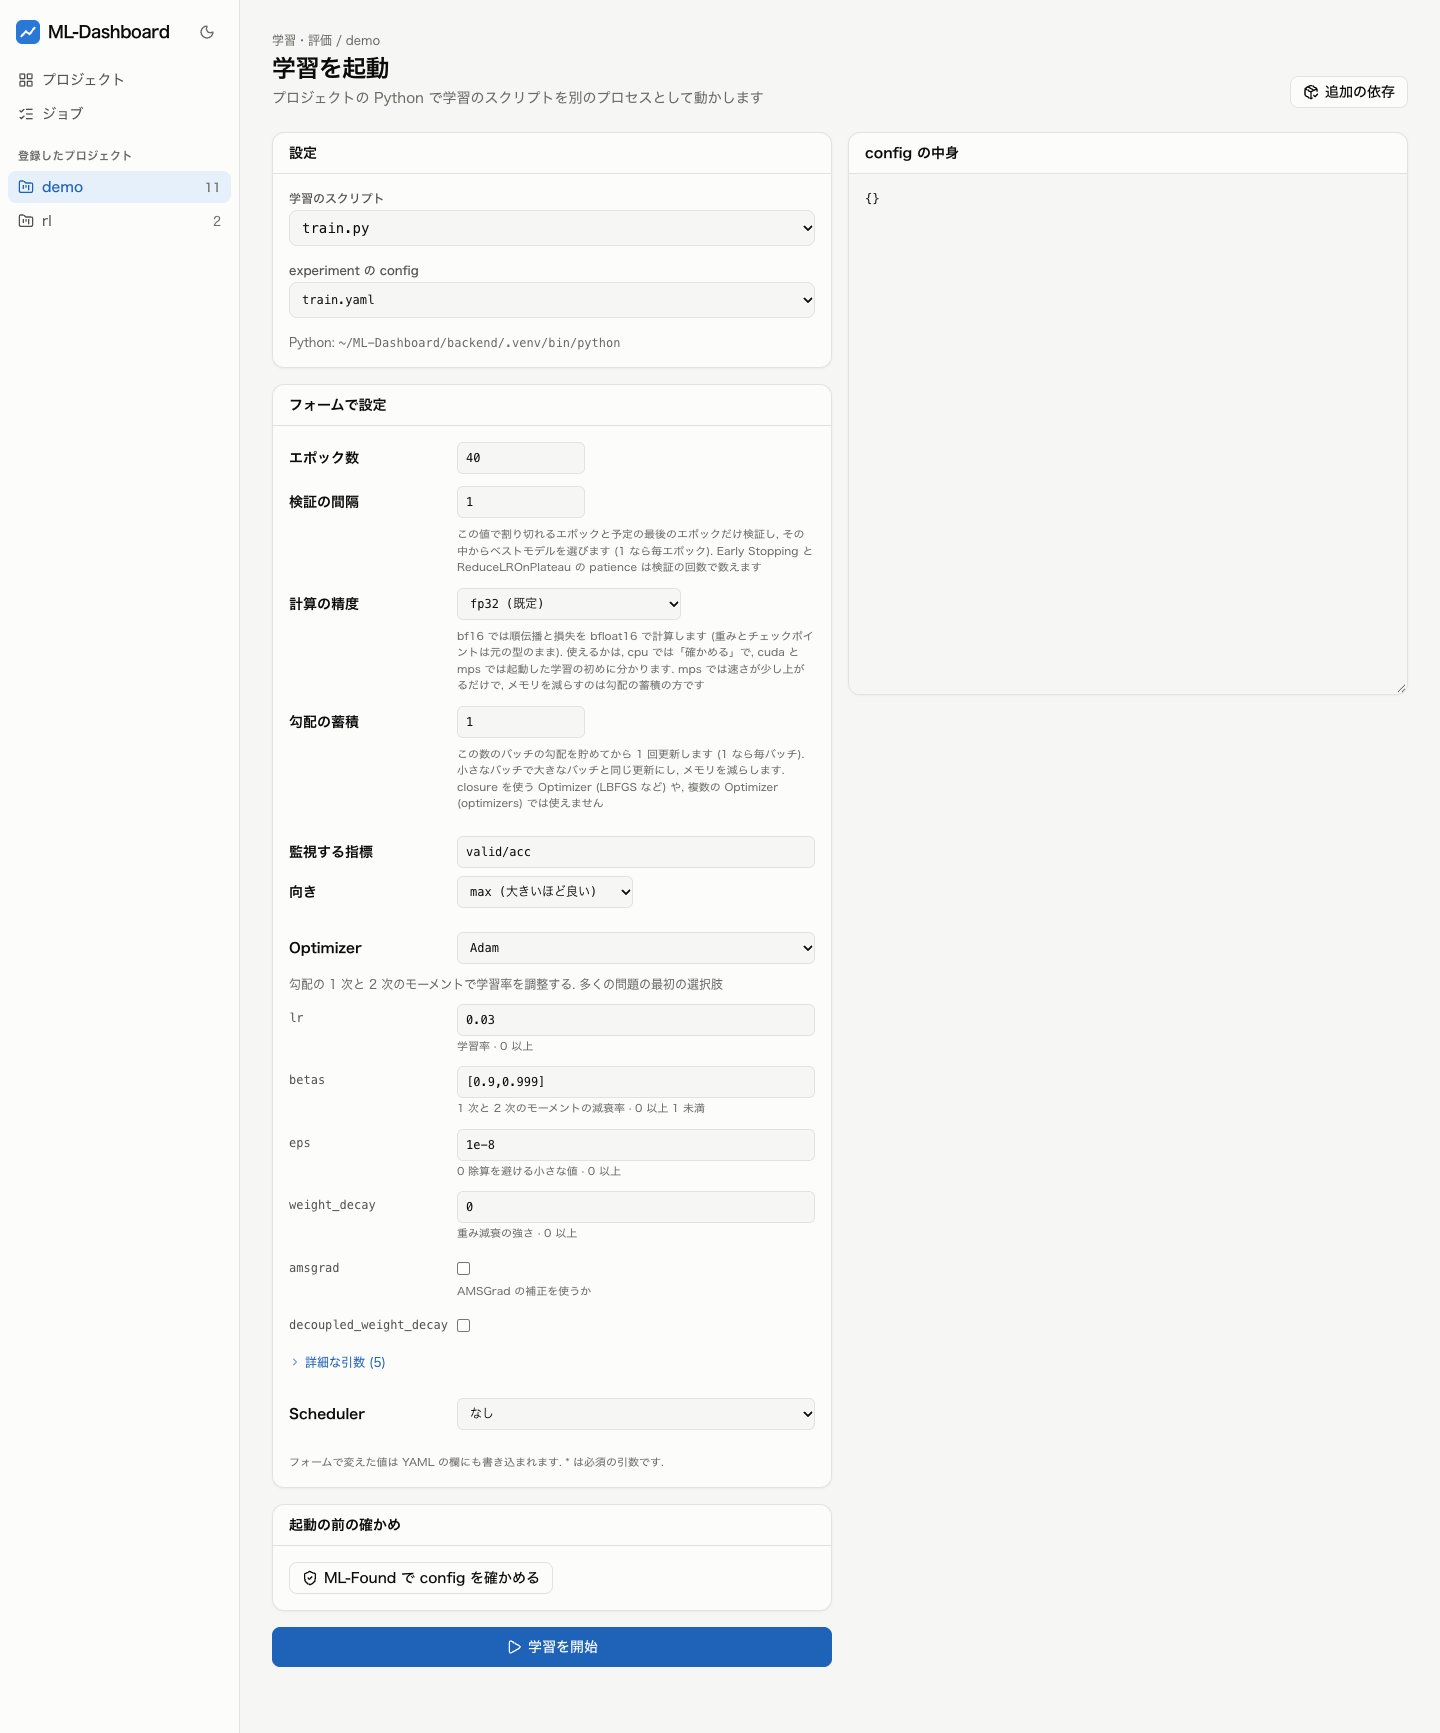 ML-Dashboard
プロジェクト
ジョブ
登録したプロジェクト
demo 11
rl 2
学習・評価 / demo
学習を起動
プロジェクトの Python で学習のスクリプトを別のプロセスとして動かします
追加の依存
設定
学習のスクリプト
train.py
experiment の config
train.yaml
Python: ~/ML-Dashboard/backend/.venv/bin/python
フォームで設定
エポック数 40
検証の間隔 1
この値で割り切れるエポックと予定の最後のエポックだけ検証し, その
中からベストモデルを選びます (1 なら毎エポック). Early Stopping と
ReduceLROnPlateau の patience は検証の回数で数えます
計算の精度 fp32 (既定)
bf16 では順伝播と損失を bfloat16 で計算します (重みとチェックポイ
ントは元の型のまま). 使えるかは, cpu では「確かめる」で, cuda と
mps では起動した学習の初めに分かります. mps では速さが少し上が
るだけで, メモリを減らすのは勾配の蓄積の方です
勾配の蓄積 1
この数のバッチの勾配を貯めてから 1 回更新します (1 なら毎バッチ).
小さなバッチで大きなバッチと同じ更新にし, メモリを減らします.
closure を使う Optimizer (LBFGS など) や, 複数の Optimizer
(optimizers) では使えません
監視する指標 valid/acc
向き max (大きいほど良い)
Optimizer Adam
勾配の 1 次と 2 次のモーメントで学習率を調整する. 多くの問題の最初の選択肢
lr 0.03
学習率 · 0 以上
betas [0.9,0.999]
1 次と 2 次のモーメントの減衰率 · 0 以上 1 未満
eps 1e-8
0 除算を避ける小さな値 · 0 以上
weight_decay 0
重み減衰の強さ · 0 以上
amsgrad
AMSGrad の補正を使うか
decoupled_weight_decay
詳細な引数 (5)
Scheduler なし
フォームで変えた値は YAML の欄にも書き込まれます. * は必須の引数です.
起動の前の確かめ
ML-Found で config を確かめる
学習を開始
config の中身
{}